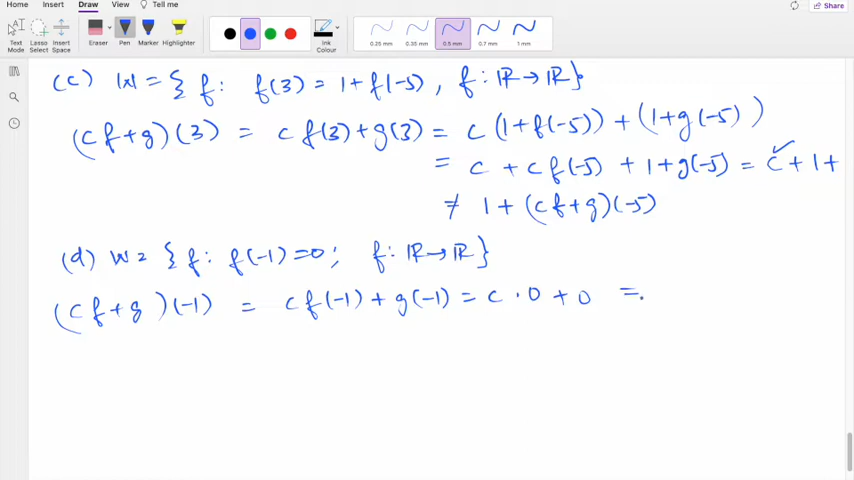 Home Insert Draw View Tell me Share
Text Mode Lasso Select Insert Space Eraser Pen Marker Highlighter Ink Colour 0.25 mm 0.35 mm 0.5 mm 0.7 mm 1 mm
(c) W = { f : f(3) = 1 + f(-5) , f : ℝ → ℝ }
(cf+g)(3) = c f(3) + g(3) = c (1 + f(-5)) + (1 + g(-5) )
= c + c f(-5) + 1 + g(-5) = c + 1 +
≠ 1 + (cf+g)(-5)
(d) W = { f : f(-1) = 0 ; f : ℝ → ℝ }
(cf+g )(-1) = c f(-1) + g(-1) = c · 0 + 0 =